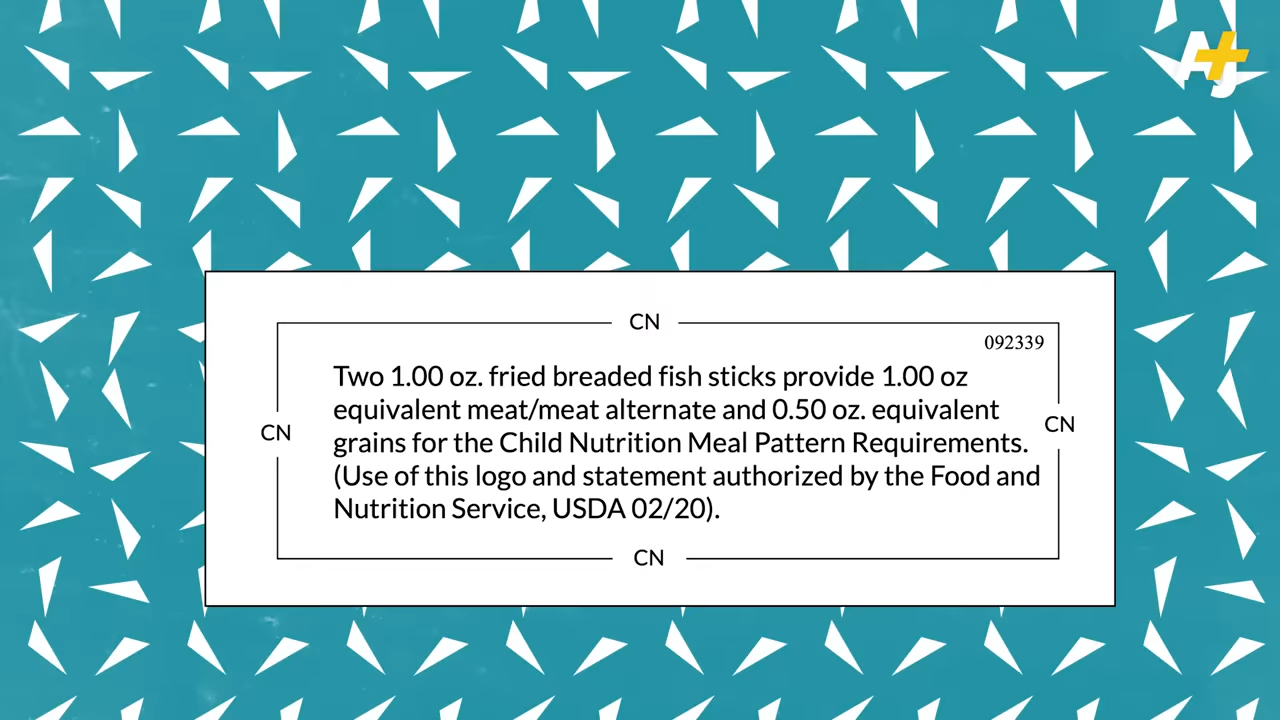 AJ+
CN
092339
Two 1.00 oz. fried breaded fish sticks provide 1.00 oz
equivalent meat/meat alternate and 0.50 oz. equivalent
CN
CN
grains for the Child Nutrition Meal Pattern Requirements.
(Use of this logo and statement authorized by the Food and
Nutrition Service, USDA 02/20).
CN